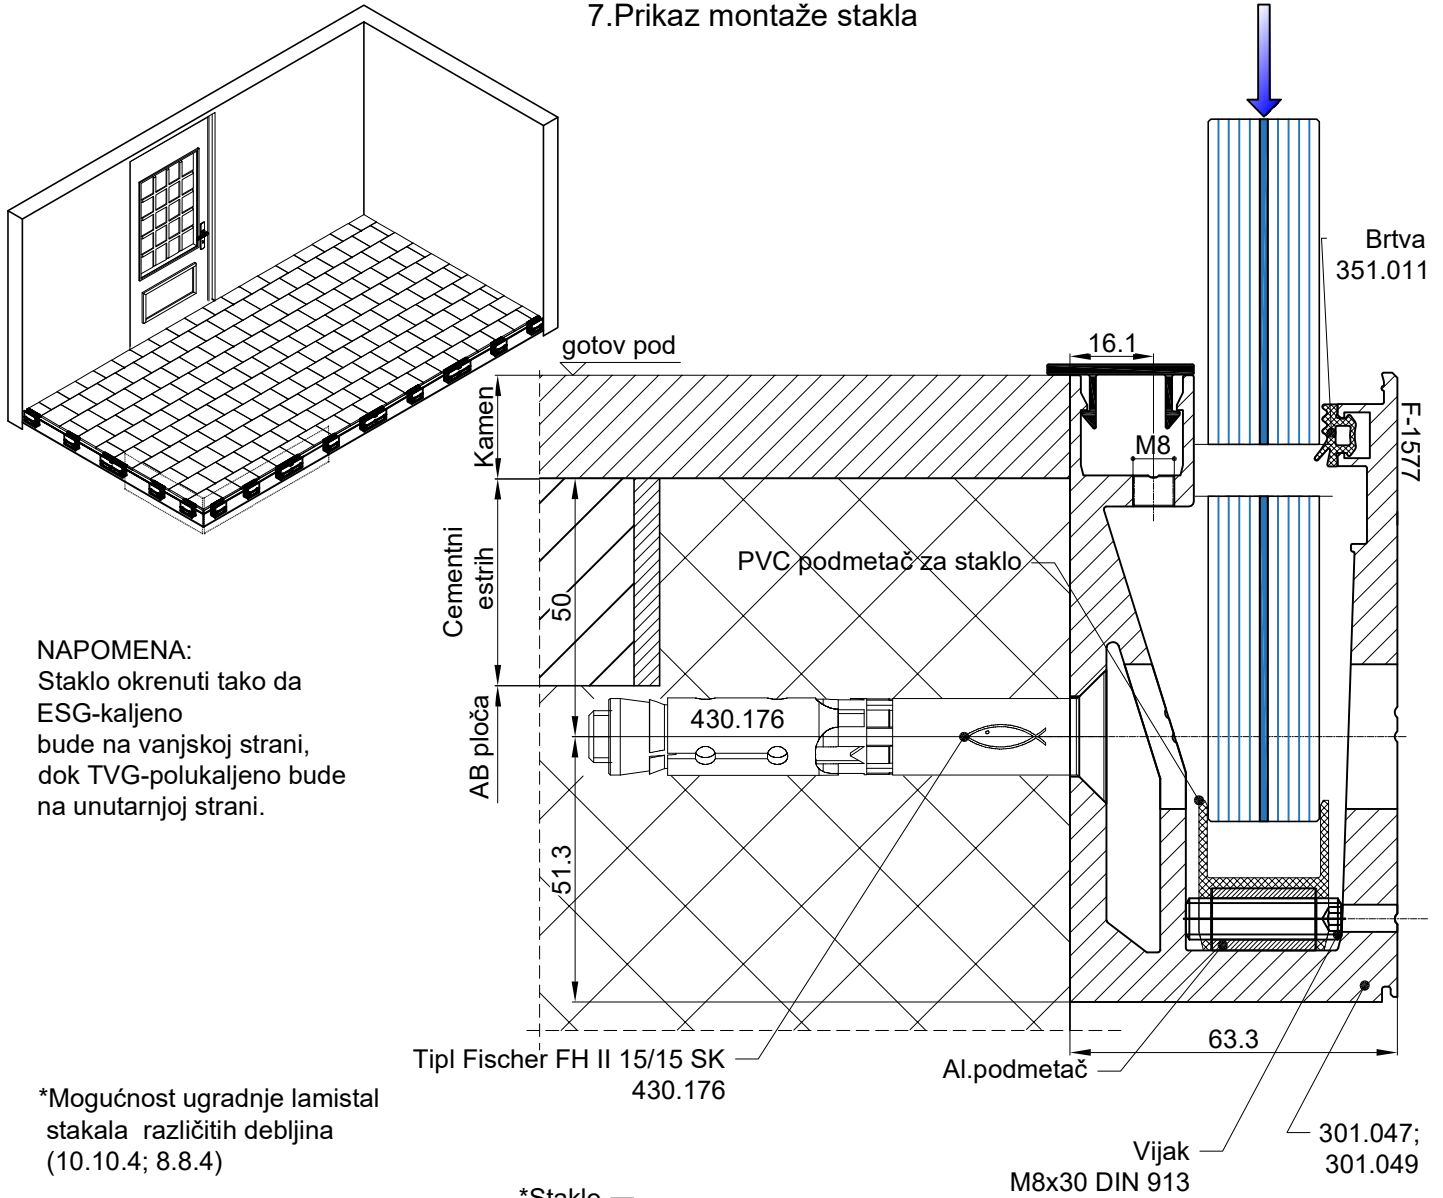 7.Prikaz montaže stakla
Brtva
351.011
gotov pod
16.1
Kamen
M8
F-1577
Cementni
estrih
50
PVC podmetač za staklo
NAPOMENA:
Staklo okrenuti tako da
ESG-kaljeno
bude na vanjskoj strani,
dok TVG-polukaljeno bude
na unutarnjoj strani.
AB ploča
430.176
51.3
63.3
Tipl Fischer FH II 15/15 SK
430.176
Al.podmetač
*Mogućnost ugradnje lamistal
stakala različitih debljina
(10.10.4; 8.8.4)
Vijak
M8x30 DIN 913
301.047;
301.049
*Staklo